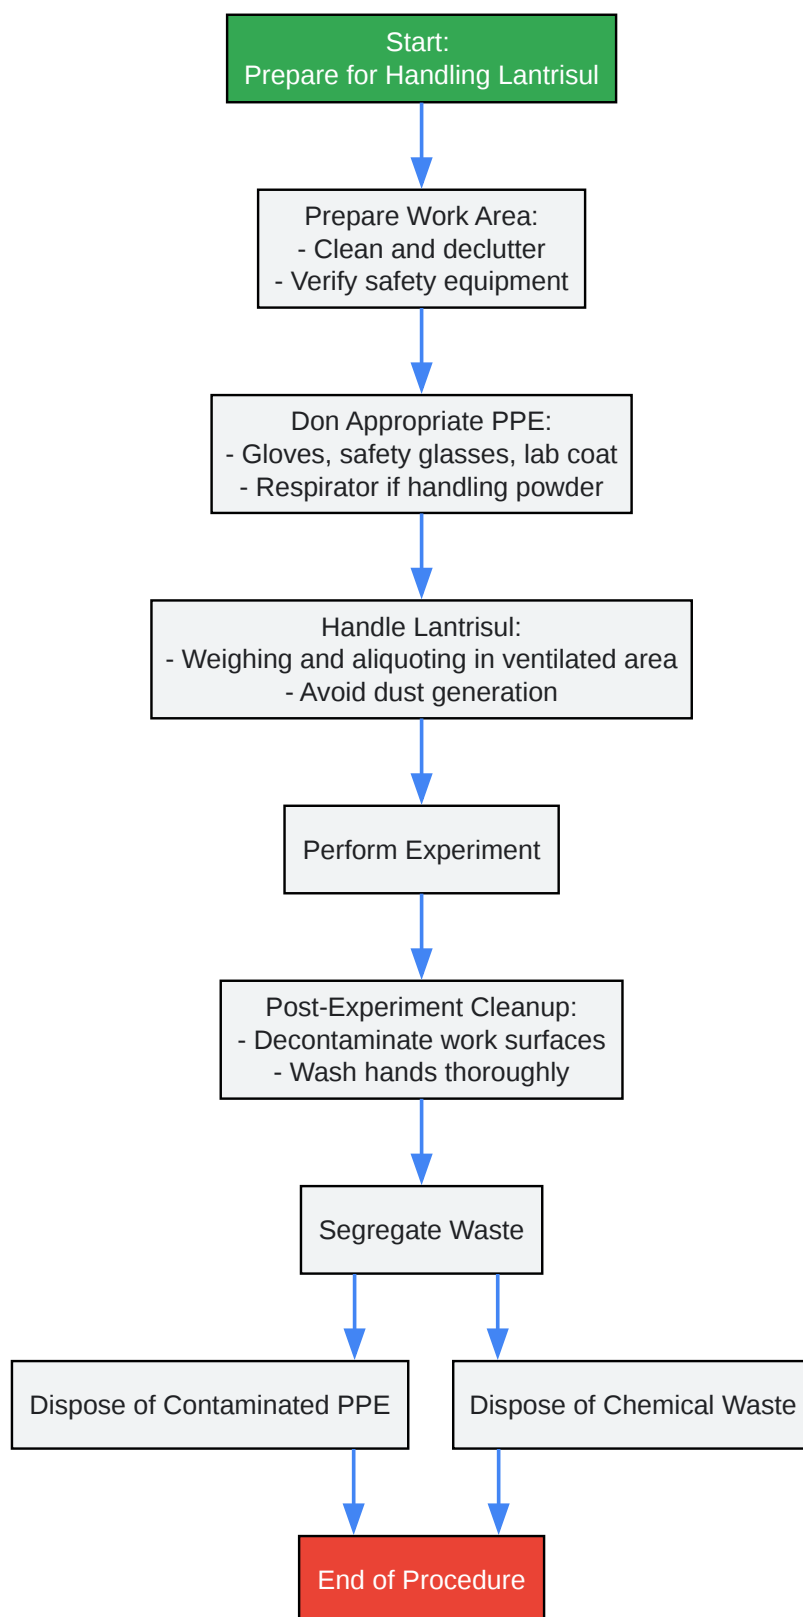 Start:
Prepare for Handling Lantrisul
Prepare Work Area:
- Clean and declutter
- Verify safety equipment
Don Appropriate PPE:
- Gloves, safety glasses, lab coat
- Respirator if handling powder
Handle Lantrisul:
- Weighing and aliquoting in ventilated area
- Avoid dust generation
Perform Experiment
Post-Experiment Cleanup:
- Decontaminate work surfaces
- Wash hands thoroughly
Segregate Waste
Dispose of Contaminated PPE
Dispose of Chemical Waste
End of Procedure